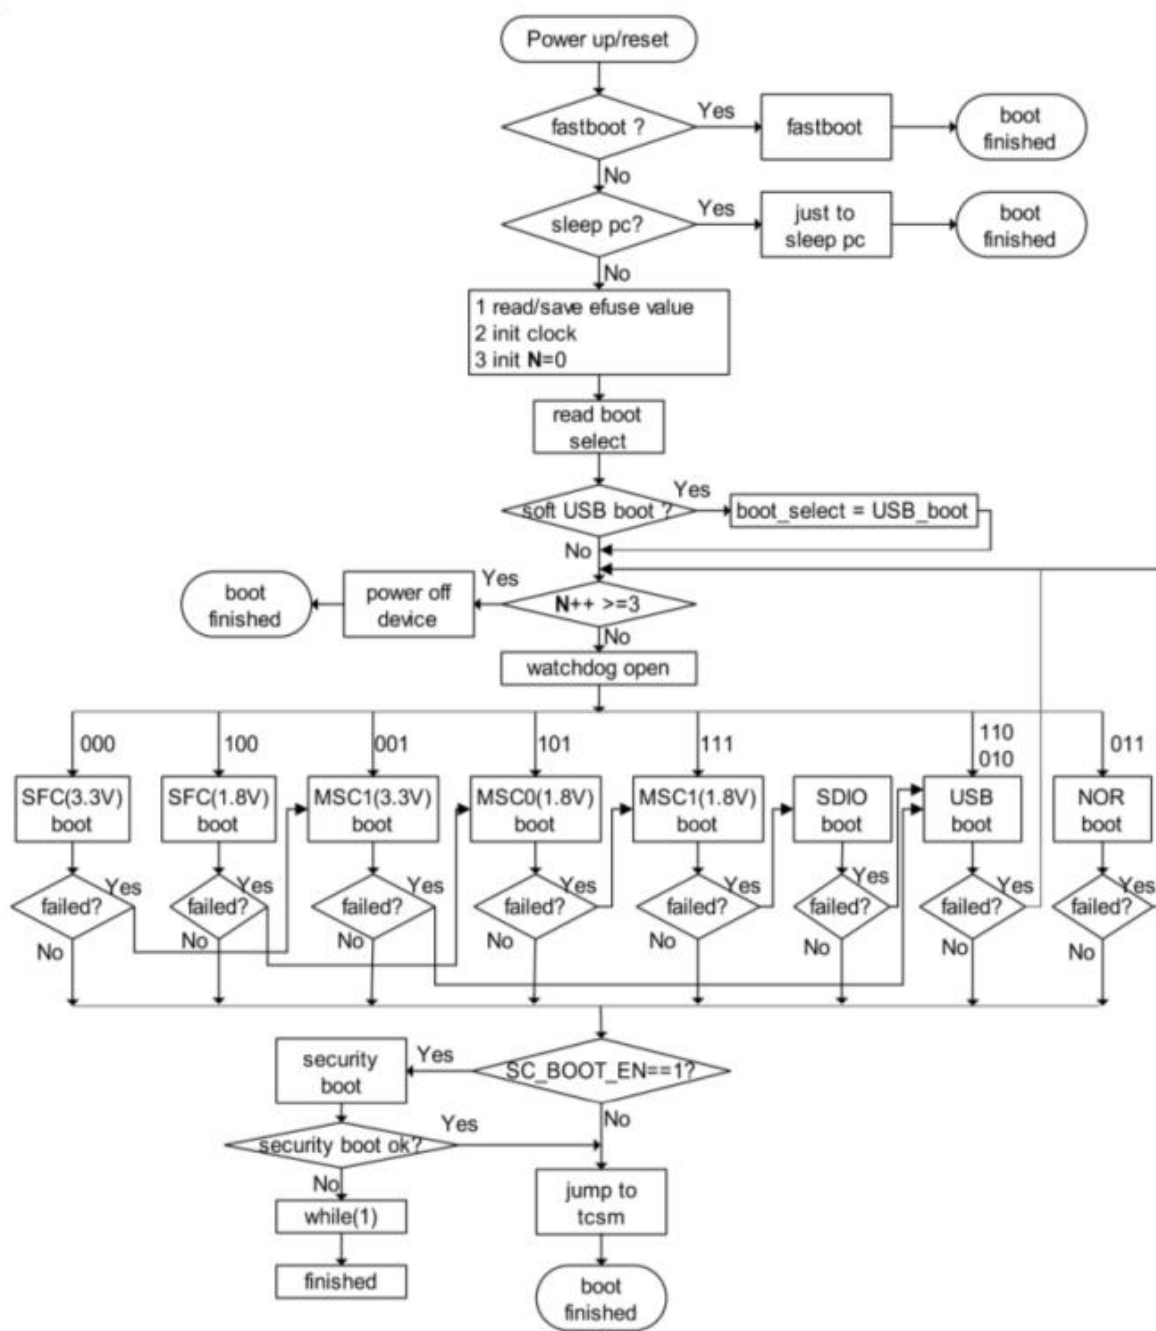 Power up/reset
fastboot ?
Yes
fastboot
boot
finished
No
sleep pc?
Yes
just to
sleep pc
boot
finished
No
1 read/save efuse value
2 init clock
3 init N=0
read boot
select
soft USB boot ?
Yes
boot_select = USB_boot
No
N++ >=3
Yes
power off
device
boot
finished
No
watchdog open
000
100
001
101
111
110
010
011
SFC(3.3V)
boot
SFC(1.8V)
boot
MSC1(3.3V)
boot
MSC0(1.8V)
boot
MSC1(1.8V)
boot
SDIO
boot
USB
boot
NOR
boot
failed?
Yes
No
failed?
Yes
No
failed?
Yes
No
failed?
Yes
No
failed?
Yes
No
failed?
Yes
No
failed?
Yes
No
failed?
Yes
No
SC_BOOT_EN==1?
Yes
security
boot
No
security boot ok?
Yes
No
while(1)
finished
jump to
tcsm
boot
finished